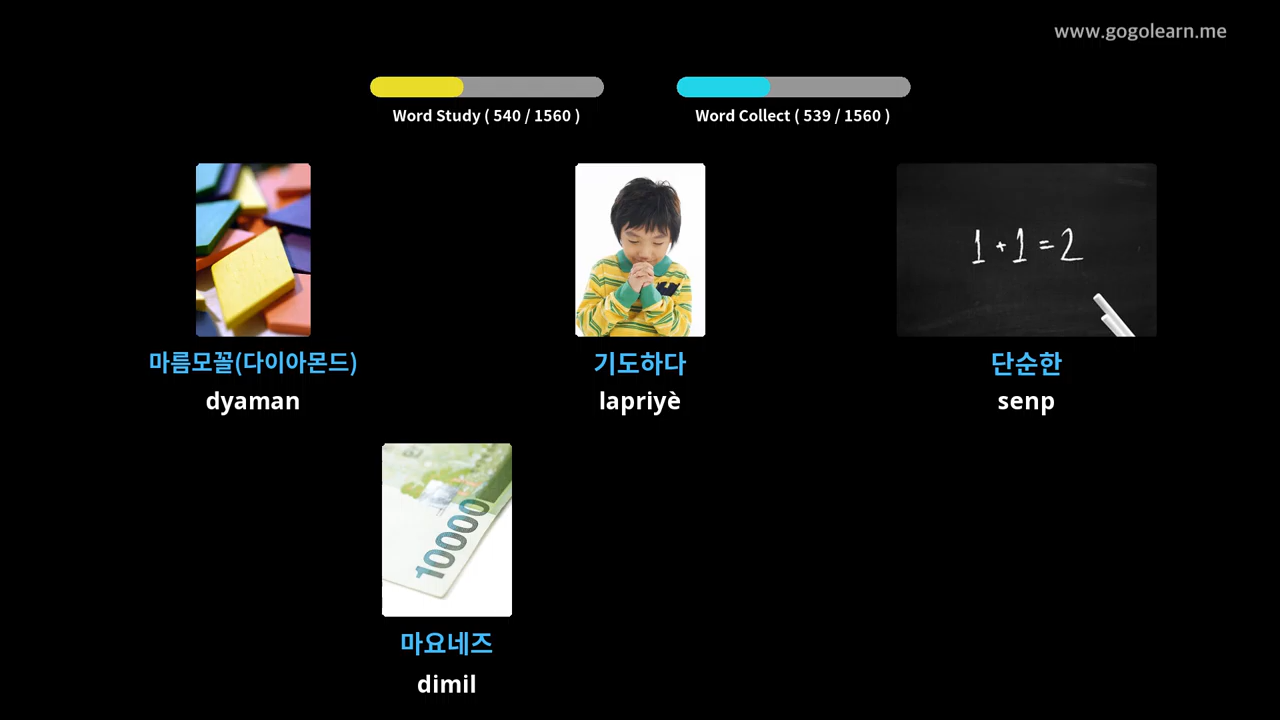 www.gogolearn.me
Word Study ( 540 / 1560 )
Word Collect ( 539 / 1560 )
1 + 1 = 2
마름모꼴(다이아몬드)
기도하다
단순한
dyaman
lapriyè
senp
10000
마요네즈
dimil